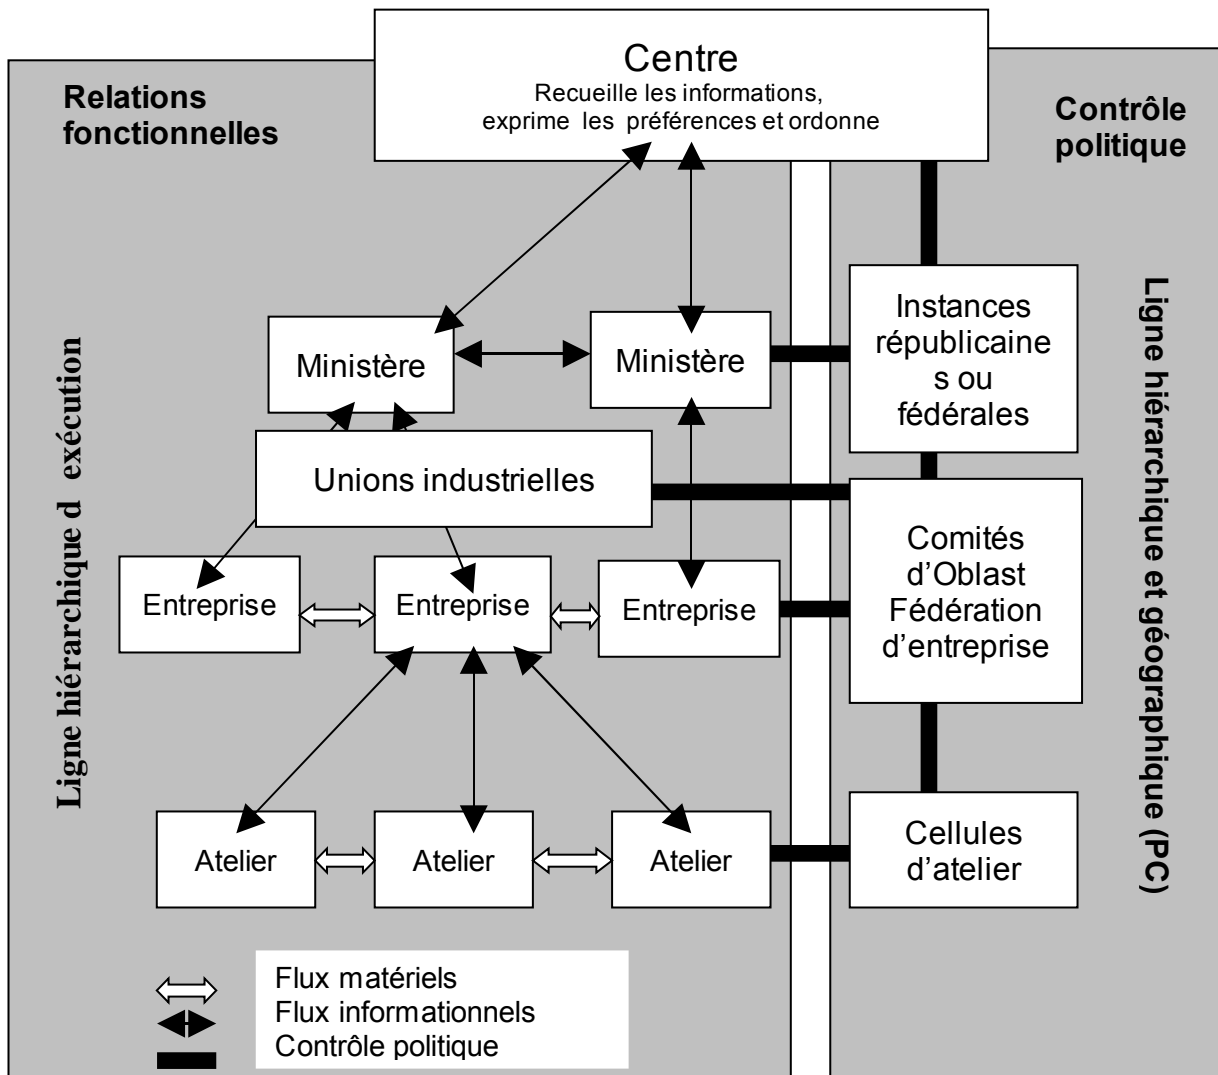 Centre
Recueille les informations,
exprime les préférences et ordonne
Relations
fonctionnelles
Contrôle
politique
Ligne hiérarchique d exécution
Ligne hiérarchique et géographique (PC)
Ministère
Ministère
Instances
républicaine
s ou
fédérales
Unions industrielles
Entreprise
Entreprise
Entreprise
Comités
d’Oblast
Fédération
d’entreprise
Atelier
Atelier
Atelier
Cellules
d’atelier
Flux matériels
Flux informationnels
Contrôle politique